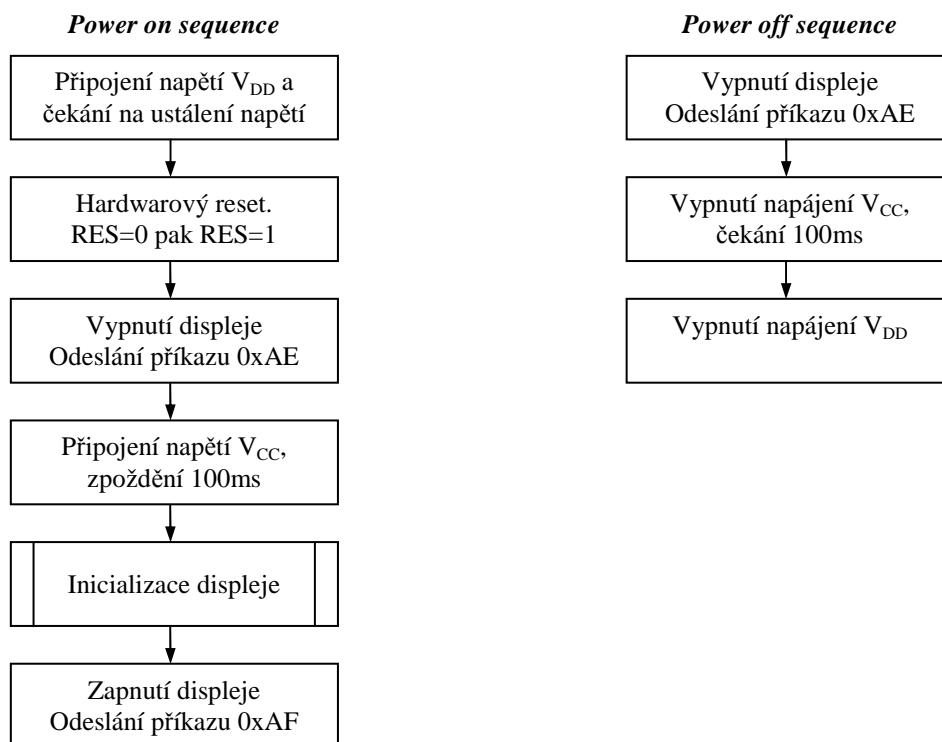 Power on sequence
Připojení napětí VDD a
čekání na ustálení napětí
Hardwarový reset.
RES=0 pak RES=1
Vypnutí displeje
Odeslání příkazu 0xAE
Připojení napětí VCC,
zpoždění 100ms
Inicializace displeje
Zapnutí displeje
Odeslání příkazu 0xAF
Power off sequence
Vypnutí displeje
Odeslání příkazu 0xAE
Vypnutí napájení VCC,
čekání 100ms
Vypnutí napájení VDD